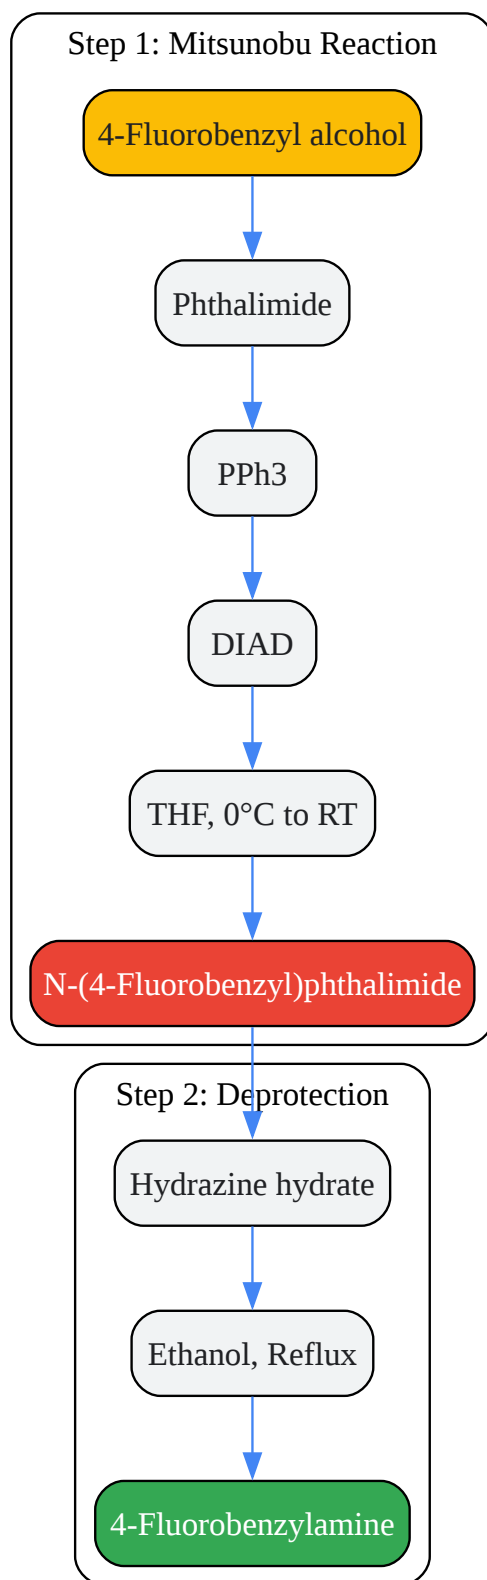 Step 1: Mitsunobu Reaction
4-Fluorobenzyl alcohol
Phthalimide
PPh3
DIAD
THF, 0°C to RT
N-(4-Fluorobenzyl)phthalimide
Step 2: Deprotection
Hydrazine hydrate
Ethanol, Reflux
4-Fluorobenzylamine